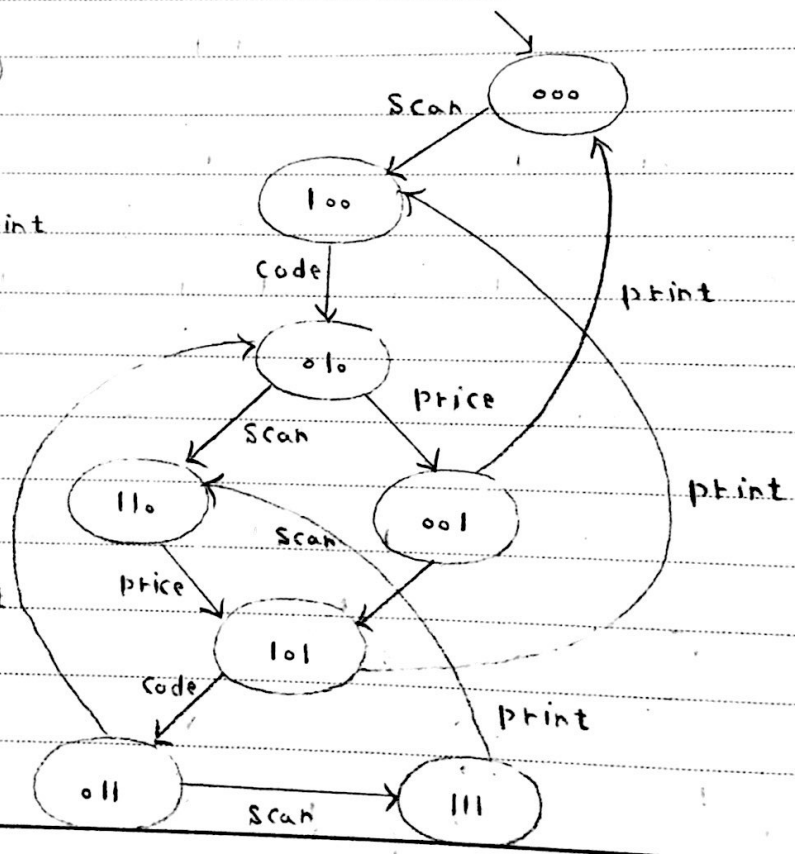 000
Scan
100
int
code
print
010
price
scan
print
110
001
scan
price
101
code
print
011
111
scan